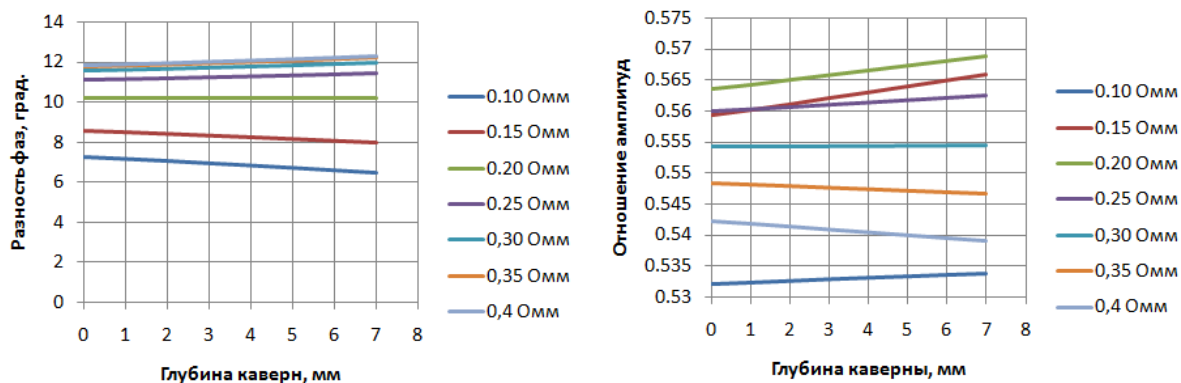 Разность фаз, град.
14
12
10
8
6
4
2
0
0 1 2 3 4 5 6 7 8
Глубина каверн, мм
0.10 Омм
0.15 Омм
0.20 Омм
0.25 Омм
0,30 Омм
0,35 Омм
0,4 Омм
Отношение амплитуд
0.575
0.57
0.565
0.56
0.555
0.55
0.545
0.54
0.535
0.53
0 1 2 3 4 5 6 7 8
Глубина каверны, мм
0.10 Омм
0.15 Омм
0.20 Омм
0.25 Омм
0,30 Омм
0,35 Омм
0,4 Омм